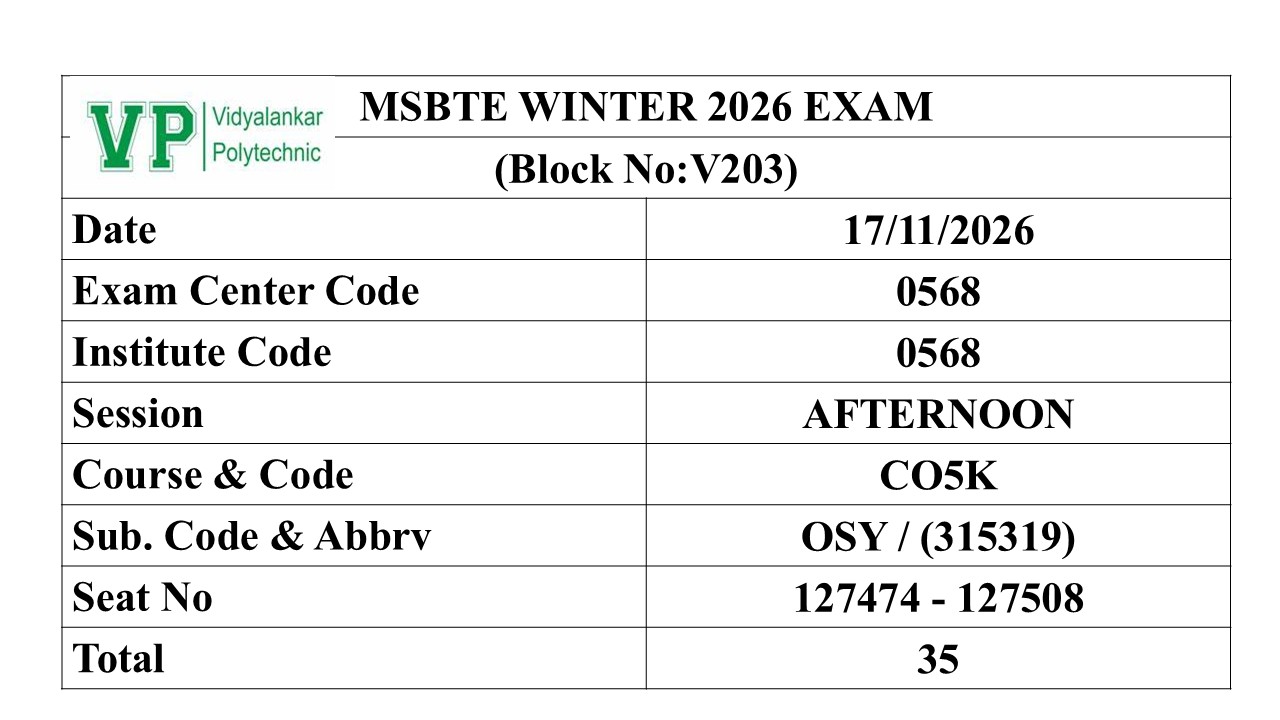 VP Vidyalankar Polytechnic
MSBTE WINTER 2026 EXAM
(Block No:V203)
Date 17/11/2026
Exam Center Code 0568
Institute Code 0568
Session AFTERNOON
Course & Code CO5K
Sub. Code & Abbrv OSY / (315319)
Seat No 127474 - 127508
Total 35